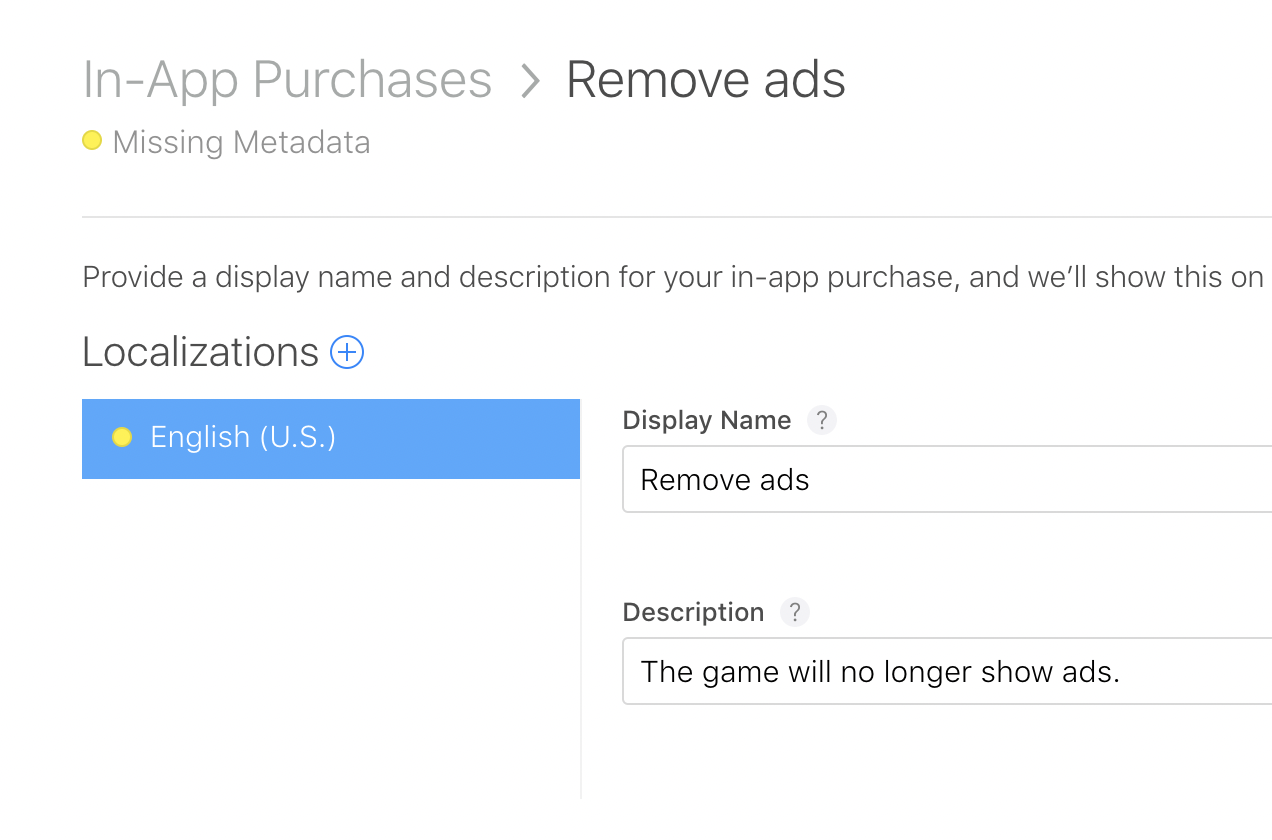 In-App Purchases > Remove ads
Missing Metadata
Provide a display name and description for your in-app purchase, and we’ll show this on
Localizations
English (U.S.)
Display Name ?
Remove ads
Description ?
The game will no longer show ads.